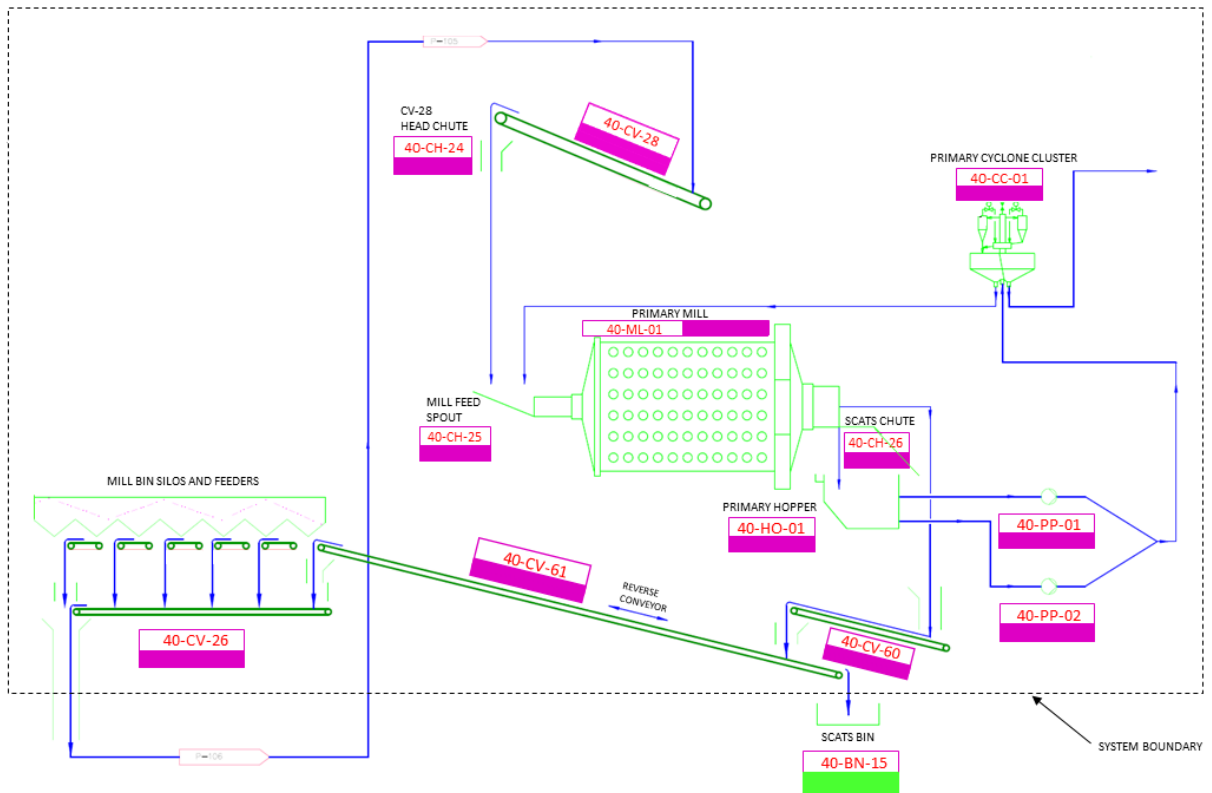 P-105
CV-28
HEAD CHUTE
40-CH-24
40-CV-28
PRIMARY CYCLONE CLUSTER
40-CC-01
PRIMARY MILL
40-ML-01
MILL FEED
SPOUT
40-CH-25
SCATS CHUTE
40-CH-26
MILL BIN SILOS AND FEEDERS
PRIMARY HOPPER
40-HO-01
40-PP-01
40-CV-61
REVERSE
CONVEYOR
40-PP-02
40-CV-26
40-CV-60
P-106
SCATS BIN
40-BN-15
SYSTEM BOUNDARY